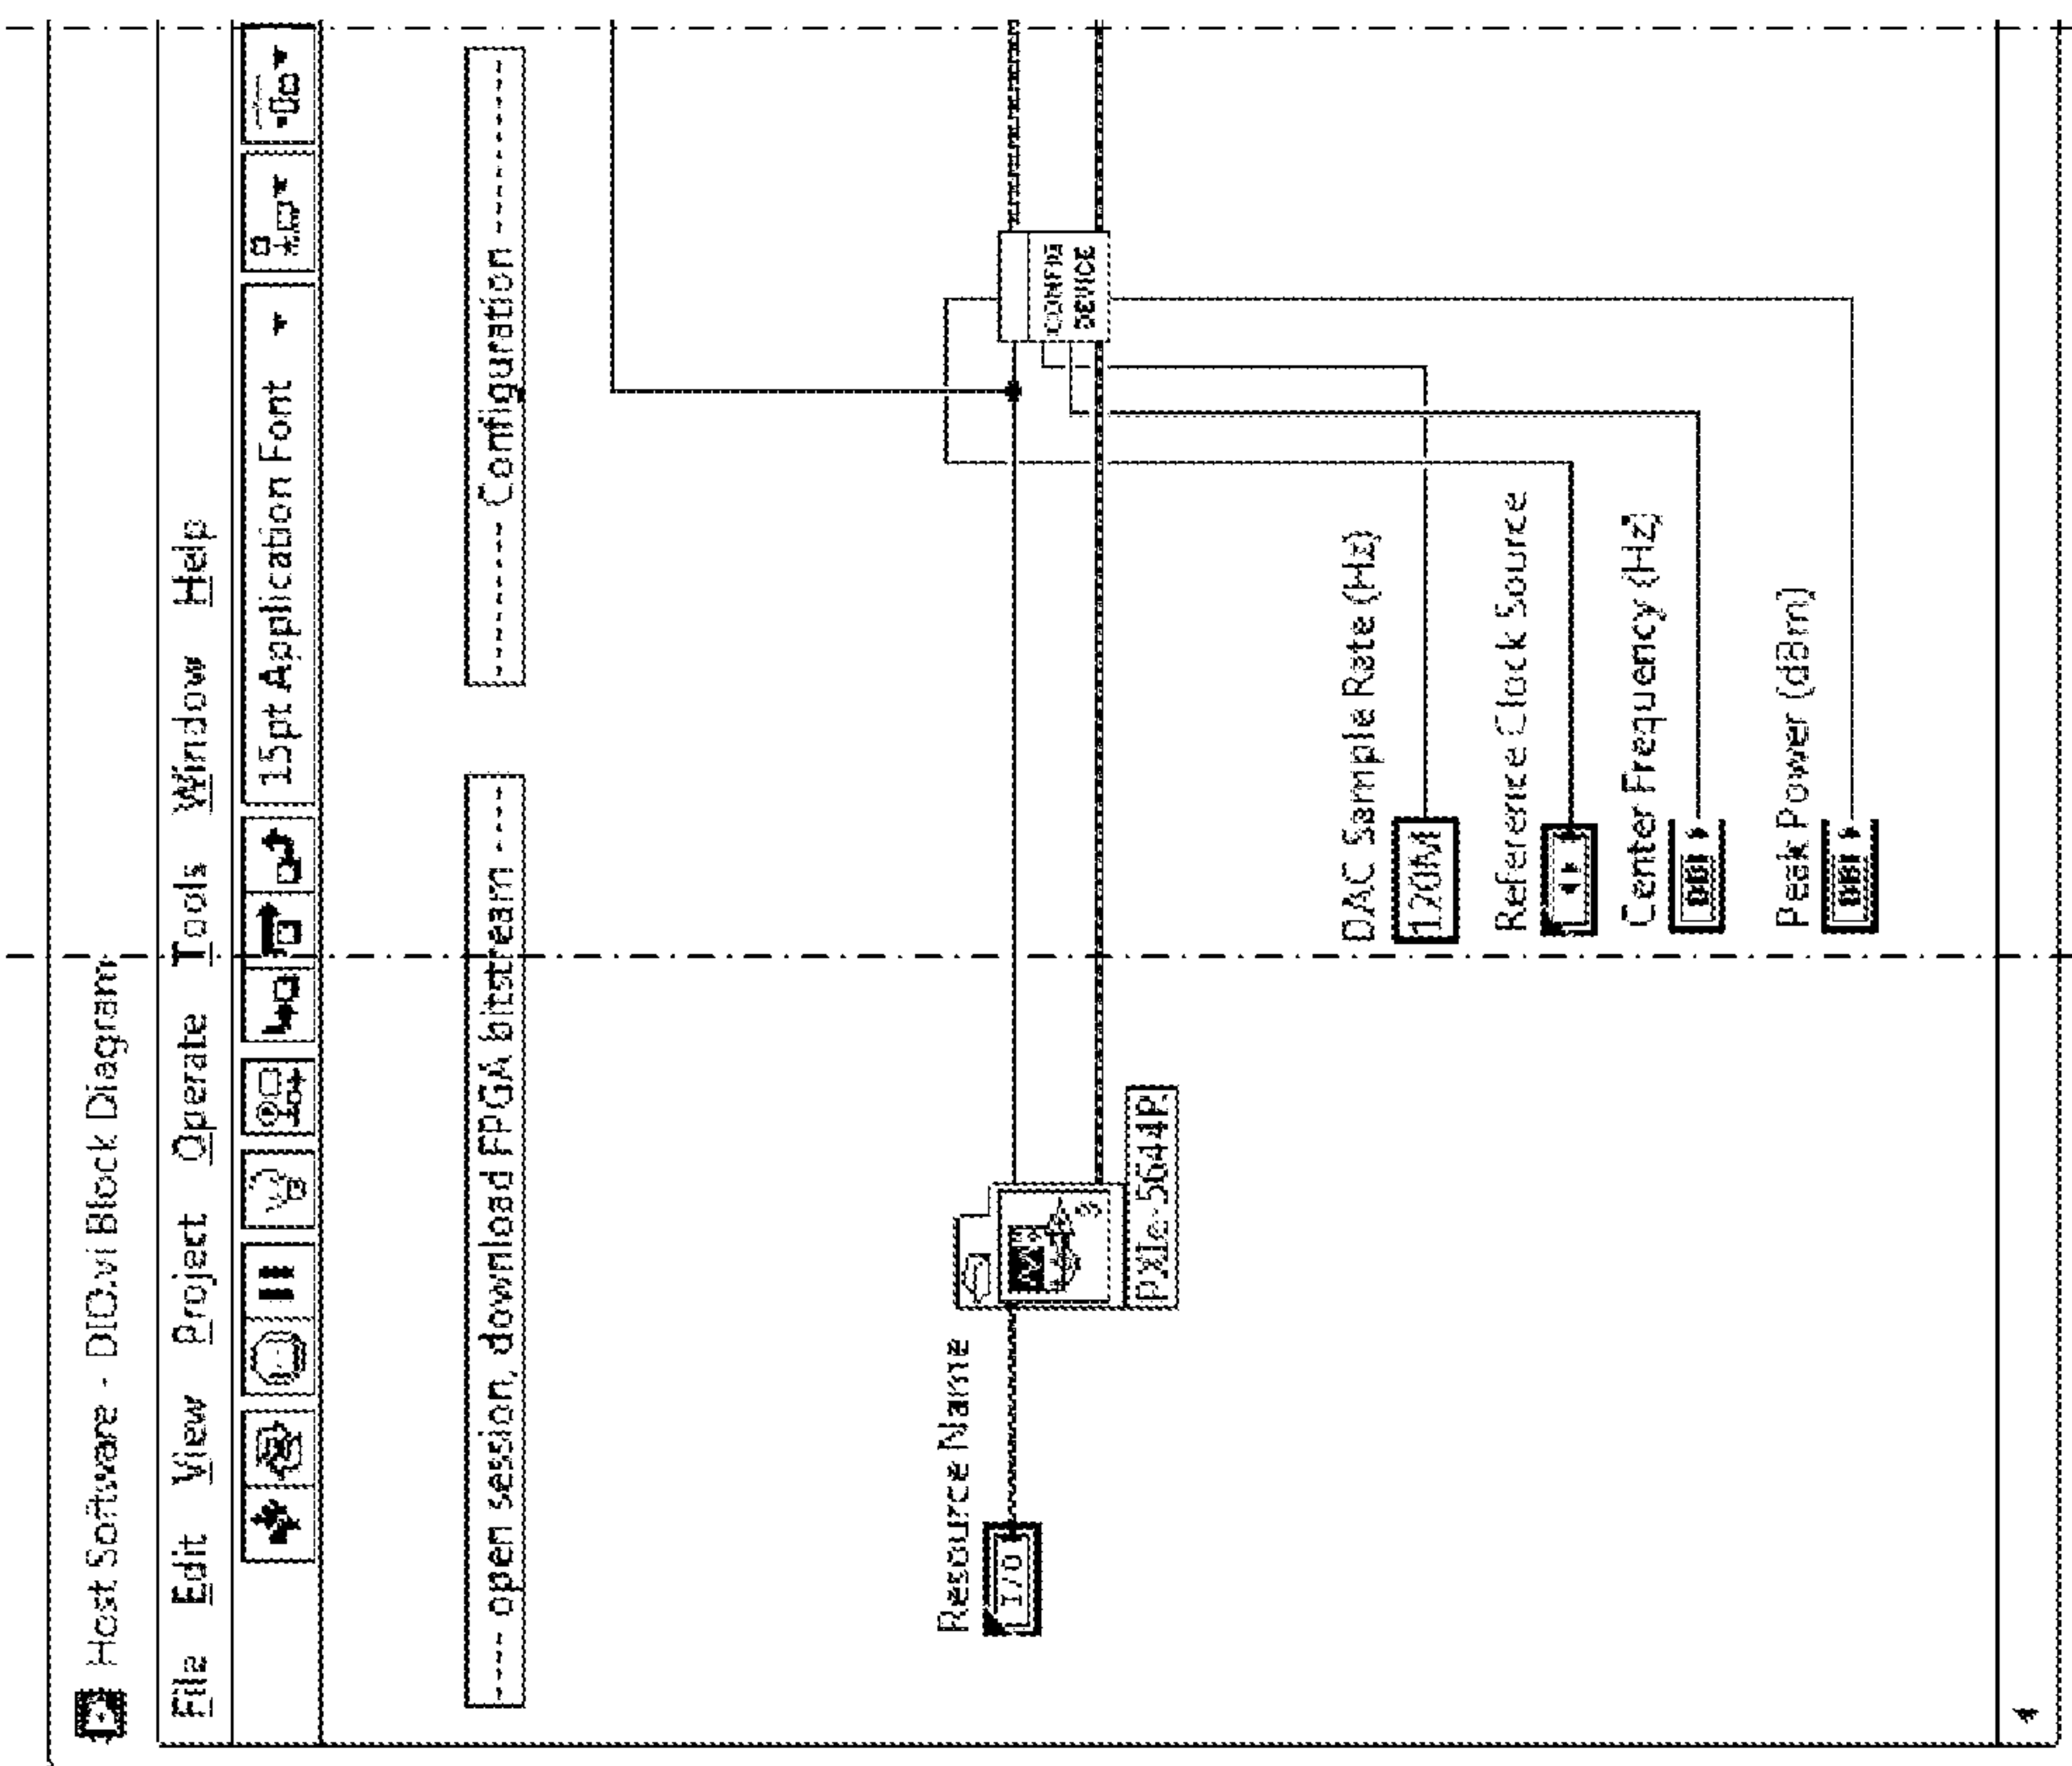 Host Software - DIO.vi Block Diagram
File Edit View Project Operate Tools Window Help
15pt Application Font
---- open session, download FPGA bitstream ----
---------- Configuration ----------
Resource Name
I/O
PXIe-5644R
CONFIG
DEVICE
DAC Sample Rate (Hz)
120M
Reference Clock Source
Center Frequency (Hz)
DBL
Peak Power (dBm)
DBL